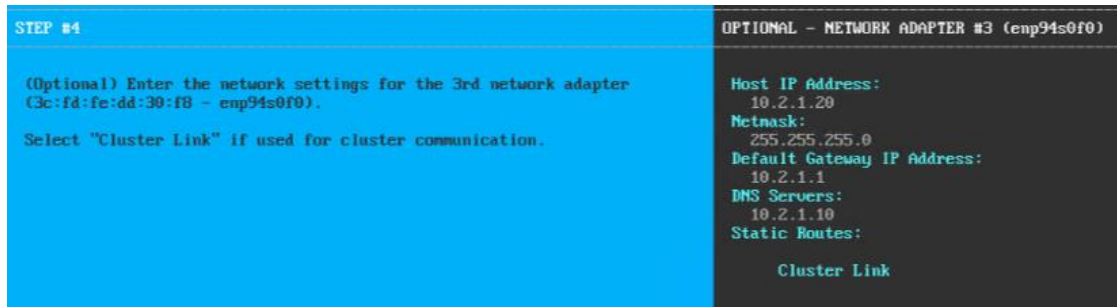 STEP #4
(Optional) Enter the network settings for the 3rd network adapter
(3c:fd:fe:dd:30:f8 - enp94s0f0).
Select "Cluster Link" if used for cluster communication.
OPTIONAL - NETWORK ADAPTER #3 (enp94s0f0)
Host IP Address:
10.2.1.20
Netmask:
255.255.255.0
Default Gateway IP Address:
10.2.1.1
DNS Servers:
10.2.1.10
Static Routes:
Cluster Link